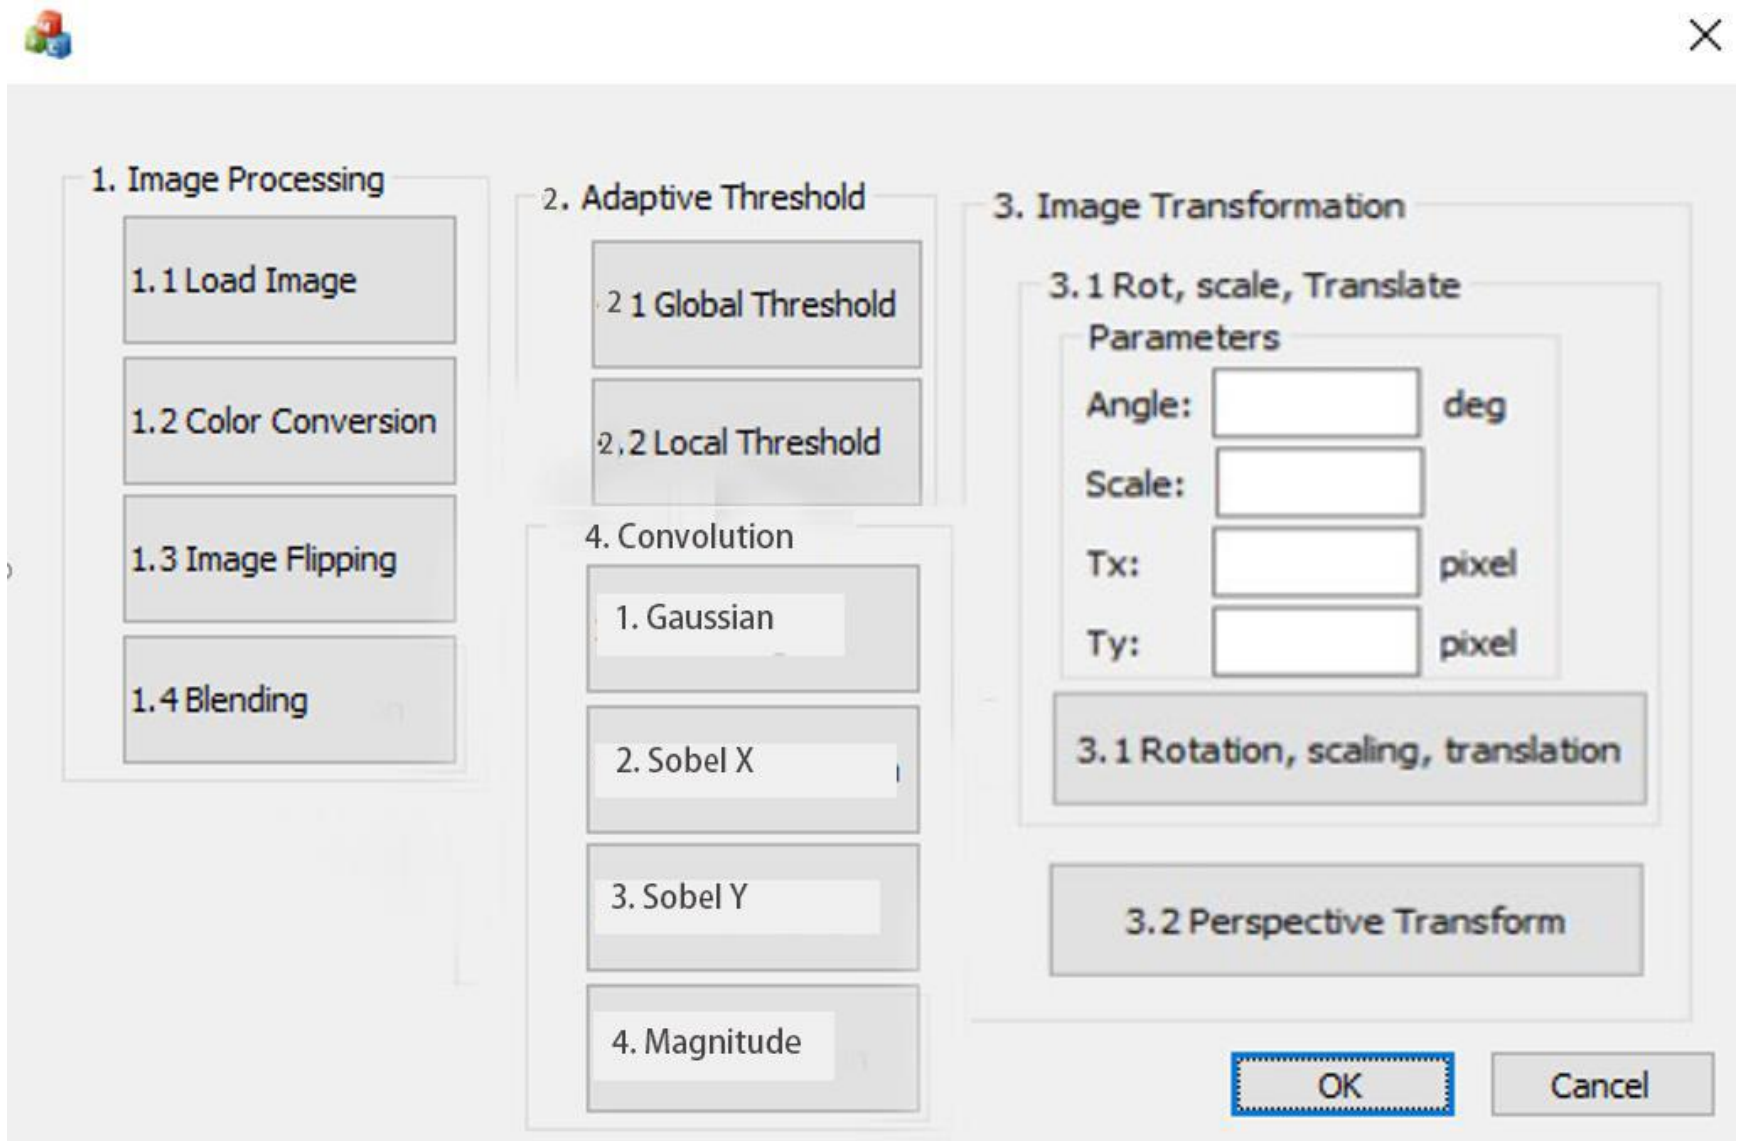 1. Image Processing
1.1 Load Image
1.2 Color Conversion
1.3 Image Flipping
1.4 Blending
2. Adaptive Threshold
2 1 Global Threshold
2.2 Local Threshold
4. Convolution
1. Gaussian
2. Sobel X
3. Sobel Y
4. Magnitude
3. Image Transformation
3.1 Rot, scale, Translate
Parameters
Angle: deg
Scale:
Tx: pixel
Ty: pixel
3.1 Rotation, scaling, translation
3.2 Perspective Transform
OK Cancel